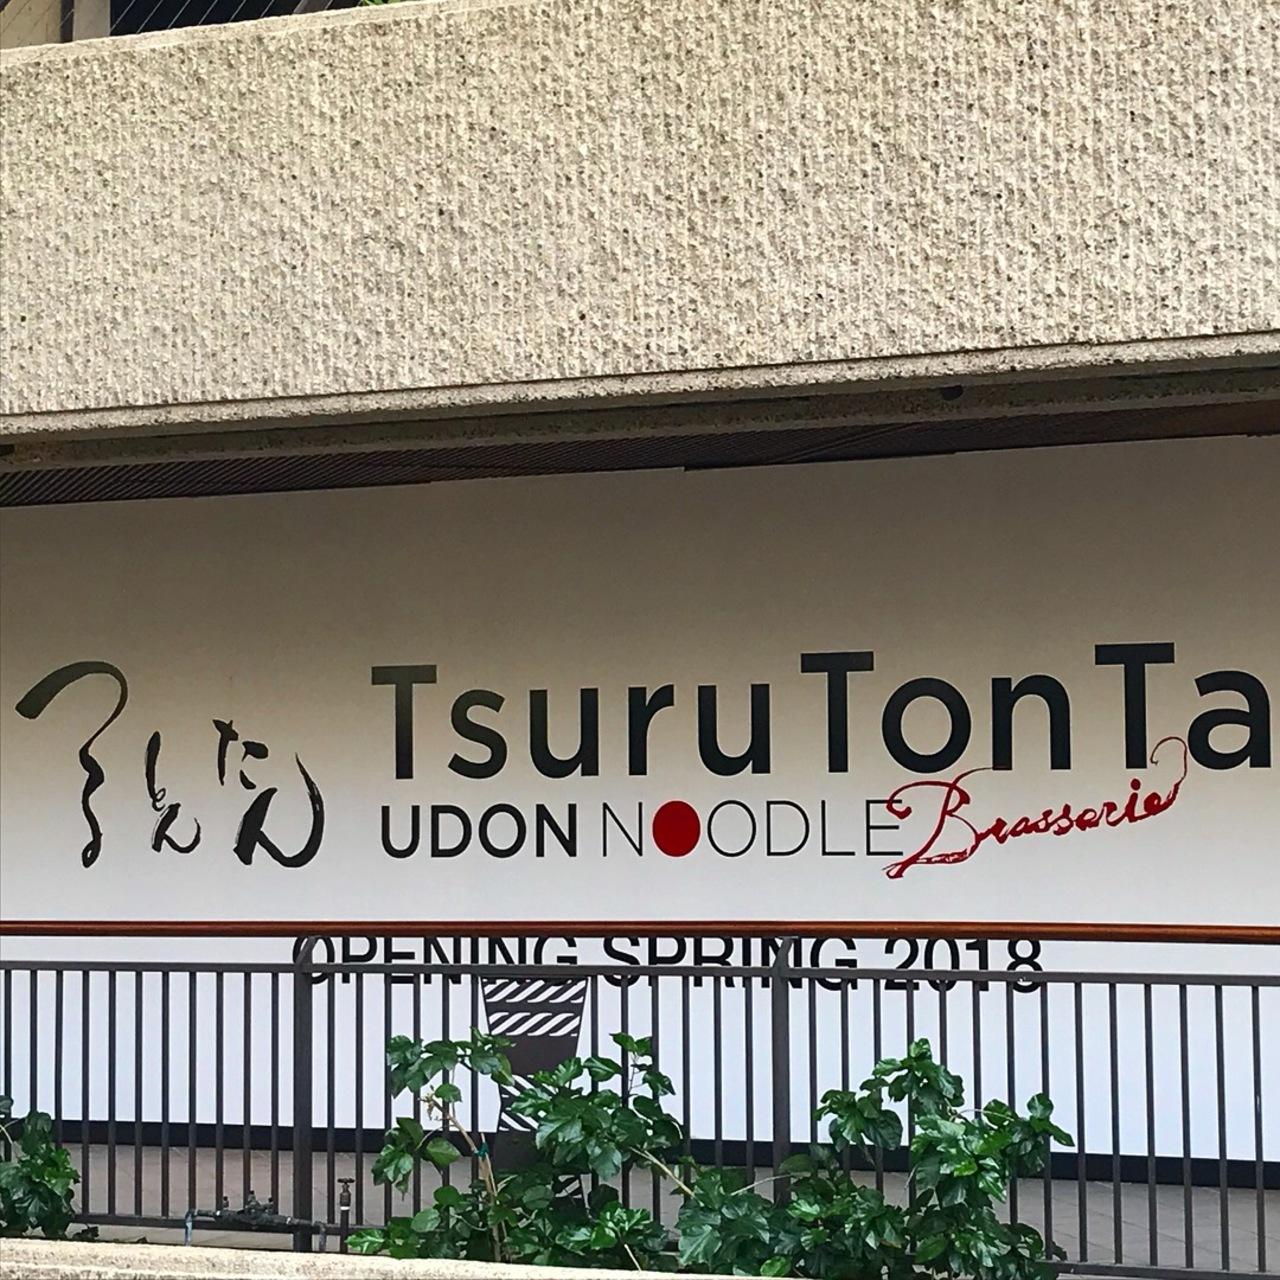 つるとんたん
TsuruTonTa
UDON NOODLE Brasserie
OPENING SPRING 2018